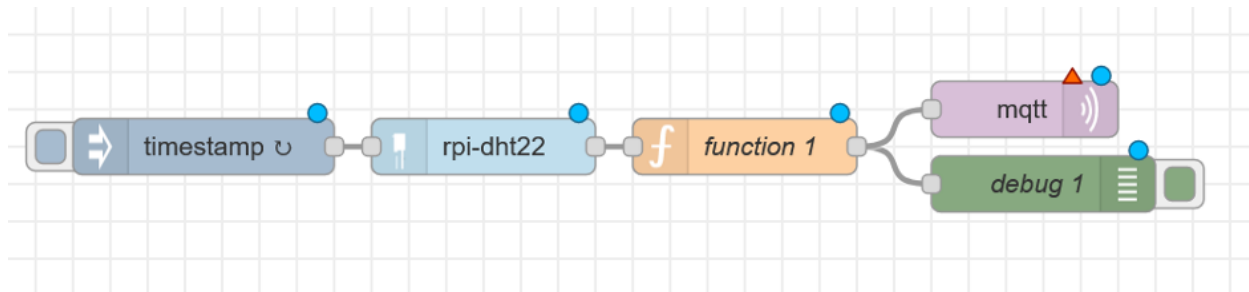 timestamp ↻
rpi-dht22
function 1
mqtt
debug 1